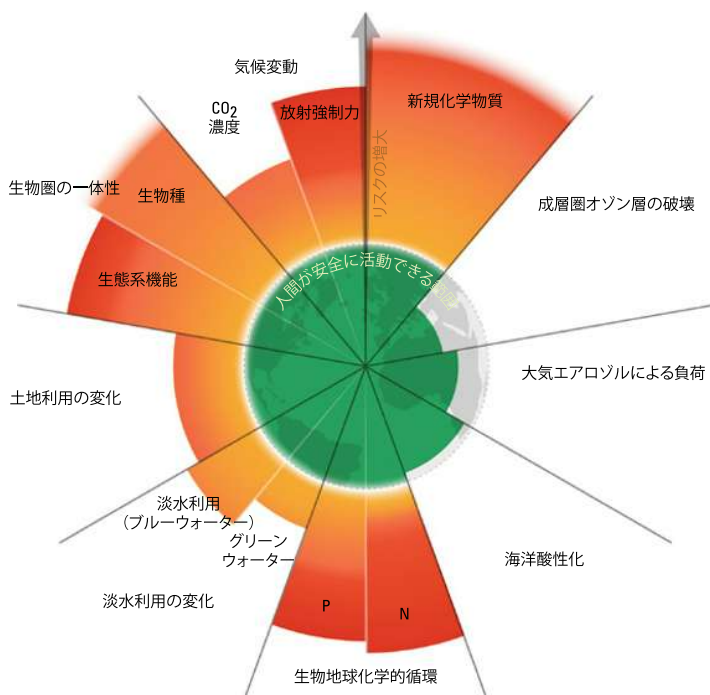 気候変動
CO2
濃度
放射強制力
新規化学物質
リスクの増大
生物圏の一体性
生物種
成層圏オゾン層の破壊
生態系機能
人間が安全に活動できる
大気エアロゾルによる負荷
土地利用の変化
淡水利用
(ブルーウォーター)
グリーン
ウォーター
海洋酸性化
淡水利用の変化
P
N
生物地球化学的循環